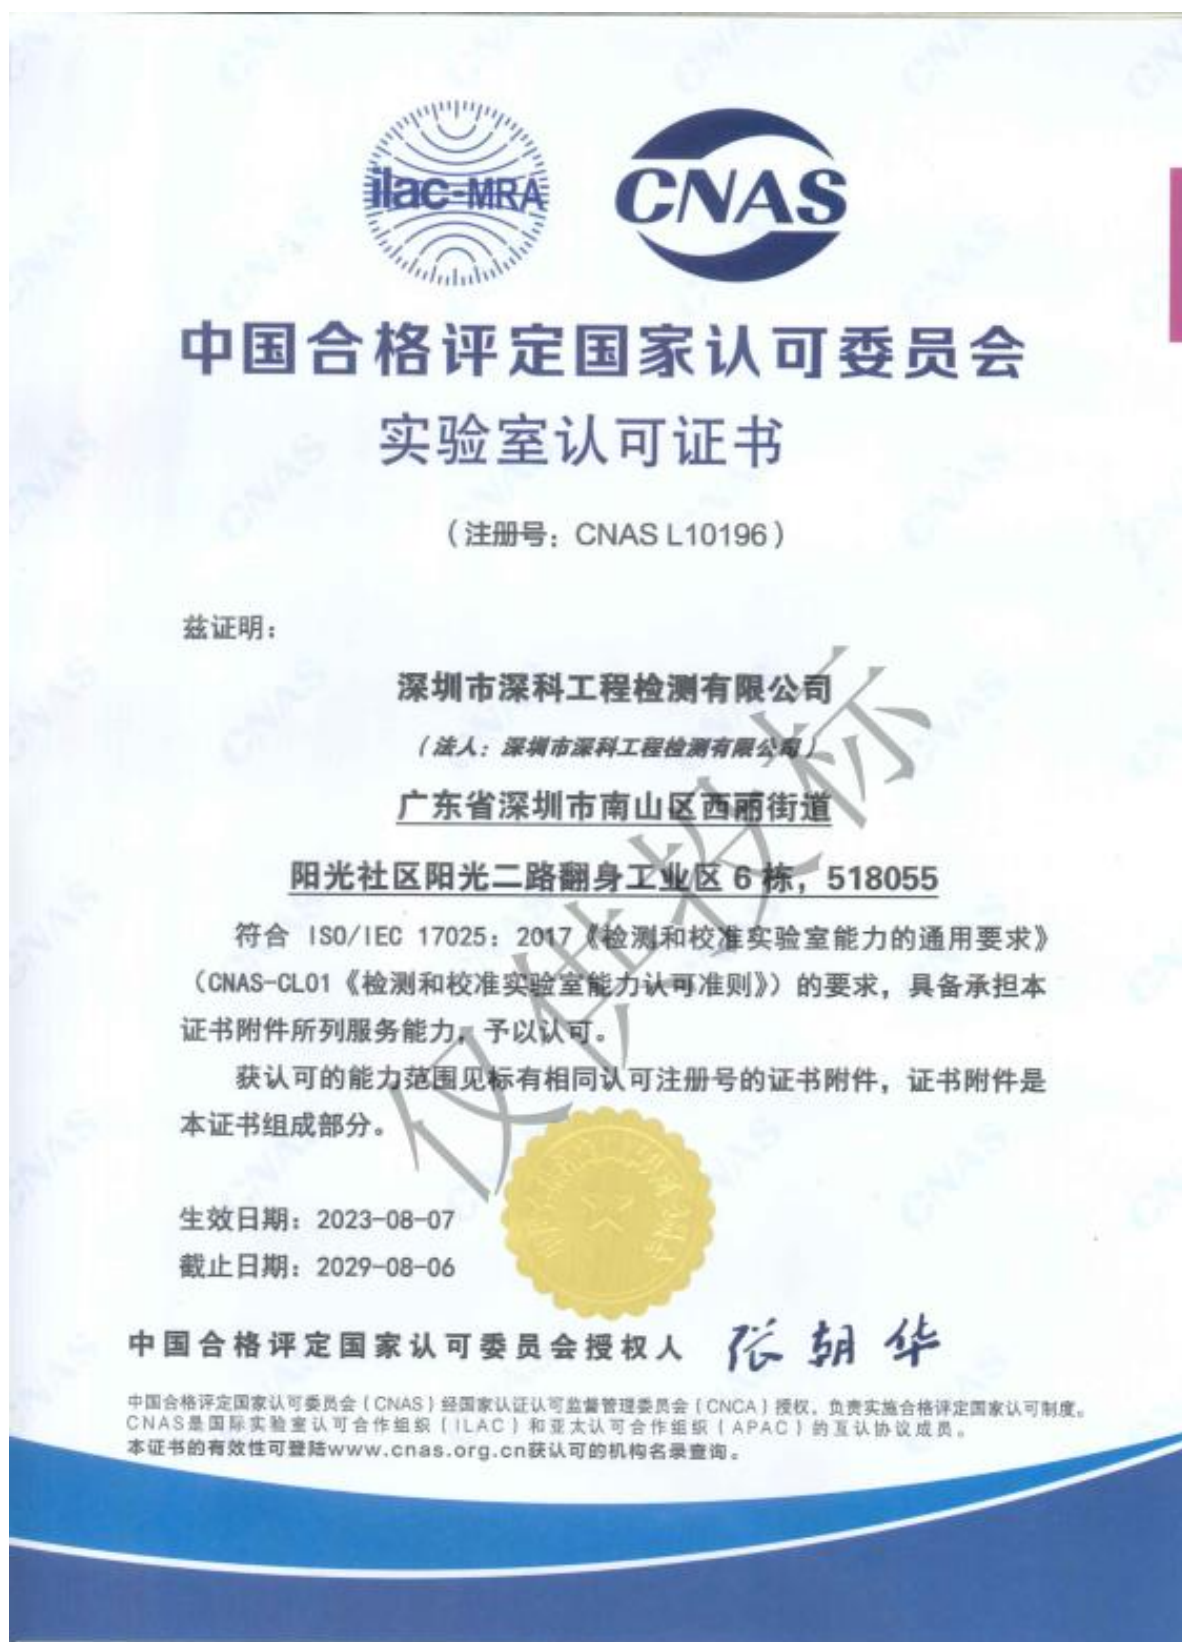 ilac-MRA
CNAS
中国合格评定国家认可委员会
实验室认可证书
（注册号：CNAS L10196）
兹证明：
深圳市深科工程检测有限公司
（法人：深圳市深科工程检测有限公司）
广东省深圳市南山区西丽街道
阳光社区阳光二路翻身工业区 6 栋，518055
符合 ISO/IEC 17025：2017《检测和校准实验室能力的通用要求》
（CNAS-CL01《检测和校准实验室能力认可准则》）的要求，具备承担本
证书附件所列服务能力，予以认可。
获认可的能力范围见标有相同认可注册号的证书附件，证书附件是
本证书组成部分。
仅供投标
生效日期：2023-08-07
截止日期：2029-08-06
中国合格评定国家认可委员会授权人 张朝华
中国合格评定国家认可委员会（CNAS）经国家认证认可监督管理委员会（CNCA）授权，负责实施合格评定国家认可制度。
CNAS是国际实验室认可合作组织（ILAC）和亚太认可合作组织（APAC）的互认协议成员。
本证书的有效性可登陆www.cnas.org.cn获认可的机构名录查询。